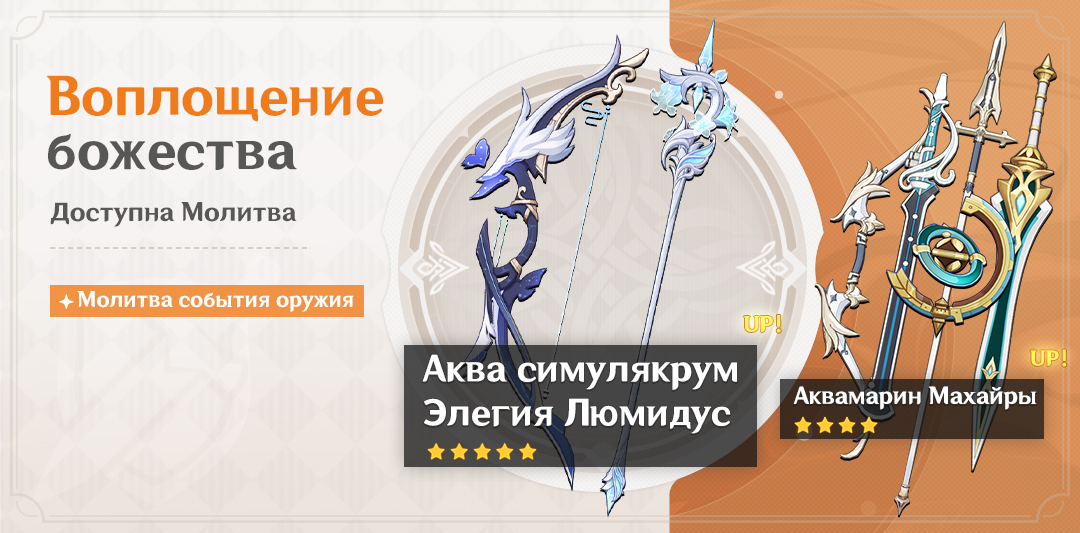 Воплощение
божества
Доступна Молитва
Молитва события оружия
UP!
Аква симулякрум
Элегия Люмидус
UP!
Аквамарин Махайры